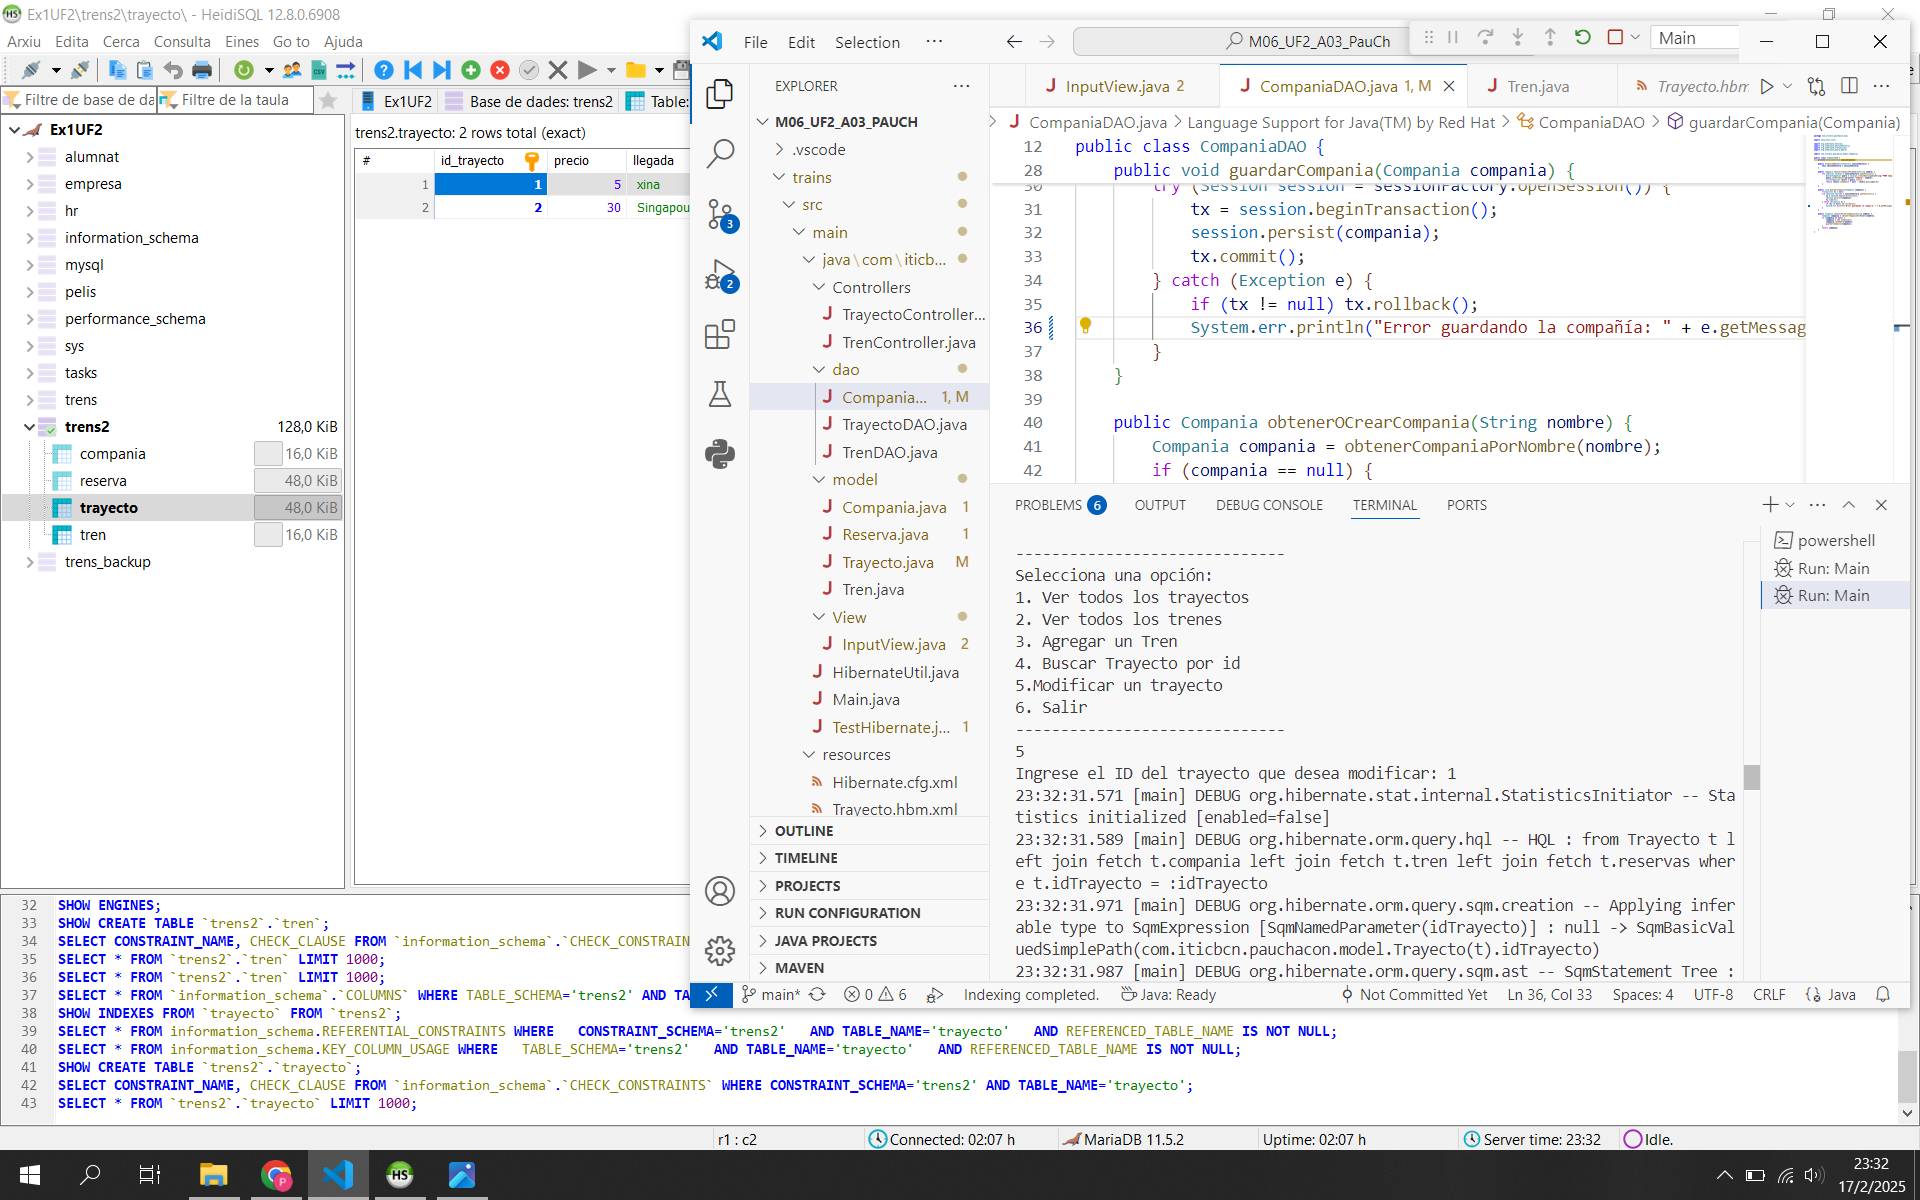 Ex1UF2\trens2\trayecto\ - HeidiSQL 12.8.0.6908
Arxiu Edita Cerca Consulta Eines Go to Ajuda
Filtre de base de da Filtre de la taula
Ex1UF2 Base de dades: trens2 Table:
Ex1UF2
alumnat
empresa
hr
information_schema
mysql
pelis
performance_schema
sys
tasks
trens
trens2 128,0 KiB
compania 16,0 KiB
reserva 48,0 KiB
trayecto 48,0 KiB
tren 16,0 KiB
trens_backup
trens2.trayecto: 2 rows total (exact)
# id_trayecto precio llegada
1 1 5 xina
2 2 30 Singapou
File Edit Selection ···
M06_UF2_A03_PauCh
Main
EXPLORER
M06_UF2_A03_PAUCH
.vscode
trains
src
main
java\com\iticb...
Controllers
TrayectoController...
TrenController.java
dao
Compania... 1, M
TrayectoDAO.java
TrenDAO.java
model
Compania.java 1
Reserva.java 1
Trayecto.java M
Tren.java
View
InputView.java 2
HibernateUtil.java
Main.java
TestHibernate.j... 1
resources
Hibernate.cfg.xml
Trayecto.hbm.xml
OUTLINE
TIMELINE
PROJECTS
RUN CONFIGURATION
JAVA PROJECTS
MAVEN
3
2
InputView.java 2 CompaniaDAO.java 1, M Tren.java Trayecto.hbm
CompaniaDAO.java > Language Support for Java(TM) by Red Hat > CompaniaDAO > guardarCompania(Compania)
12 public class CompaniaDAO {
28 public void guardarCompania(Compania compania) {
30 try (Session session = sessionFactory.openSession()) {
31 tx = session.beginTransaction();
32 session.persist(compania);
33 tx.commit();
34 } catch (Exception e) {
35 if (tx != null) tx.rollback();
36 System.err.println("Error guardando la compañía: " + e.getMessag
37 }
38 }
39
40 public Compania obtenerOCrearCompania(String nombre) {
41 Compania compania = obtenerCompaniaPorNombre(nombre);
42 if (compania == null) {
PROBLEMS 6 OUTPUT DEBUG CONSOLE TERMINAL PORTS
powershell
Run: Main
Run: Main
------------------------------
Selecciona una opción:
1. Ver todos los trayectos
2. Ver todos los trenes
3. Agregar un Tren
4. Buscar Trayecto por id
5.Modificar un trayecto
6. Salir
------------------------------
5
Ingrese el ID del trayecto que desea modificar: 1
23:32:31.571 [main] DEBUG org.hibernate.stat.internal.StatisticsInitiator -- Sta
tistics initialized [enabled=false]
23:32:31.589 [main] DEBUG org.hibernate.orm.query.hql -- HQL : from Trayecto t l
eft join fetch t.compania left join fetch t.tren left join fetch t.reservas wher
e t.idTrayecto = :idTrayecto
23:32:31.971 [main] DEBUG org.hibernate.orm.query.sqm.creation -- Applying infer
able type to SqmExpression [SqmNamedParameter(idTrayecto)] : null -> SqmBasicVal
uedSimplePath(com.iticbcn.pauchacon.model.Trayecto(t).idTrayecto)
23:32:31.987 [main] DEBUG org.hibernate.orm.query.sqm.ast -- SqmStatement Tree :
main* 0 6 Indexing completed. Java: Ready Not Committed Yet Ln 36, Col 33 Spaces: 4 UTF-8 CRLF Java
32 SHOW ENGINES;
33 SHOW CREATE TABLE `trens2`.`tren`;
34 SELECT CONSTRAINT_NAME, CHECK_CLAUSE FROM `information_schema`.`CHECK_CONSTRAIN
35 SELECT * FROM `trens2`.`tren` LIMIT 1000;
36 SELECT * FROM `trens2`.`tren` LIMIT 1000;
37 SELECT * FROM `information_schema`.`COLUMNS` WHERE TABLE_SCHEMA='trens2' AND TA
38 SHOW INDEXES FROM `trayecto` FROM `trens2`;
39 SELECT * FROM information_schema.REFERENTIAL_CONSTRAINTS WHERE CONSTRAINT_SCHEMA='trens2' AND TABLE_NAME='trayecto' AND REFERENCED_TABLE_NAME IS NOT NULL;
40 SELECT * FROM information_schema.KEY_COLUMN_USAGE WHERE TABLE_SCHEMA='trens2' AND TABLE_NAME='trayecto' AND REFERENCED_TABLE_NAME IS NOT NULL;
41 SHOW CREATE TABLE `trens2`.`trayecto`;
42 SELECT CONSTRAINT_NAME, CHECK_CLAUSE FROM `information_schema`.`CHECK_CONSTRAINTS` WHERE CONSTRAINT_SCHEMA='trens2' AND TABLE_NAME='trayecto';
43 SELECT * FROM `trens2`.`trayecto` LIMIT 1000;
r1 : c2 Connected: 02:07 h MariaDB 11.5.2 Uptime: 02:07 h Server time: 23:32 Idle.
23:32
17/2/2025